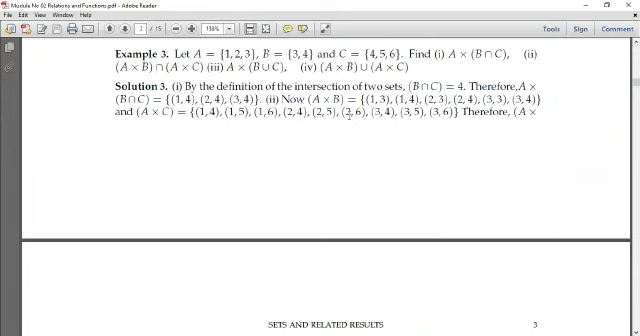 Module No 02 Relations and Functions.pdf - Adobe Reader
File Edit View Window Help
136%
Tools Sign Comment
Example 3. Let A = {1, 2, 3}, B = {3, 4} and C = {4, 5, 6}. Find (i) A × (B ∩ C), (ii)
(A × B) ∩ (A × C) (iii) A × (B ∪ C), (iv) (A × B) ∪ (A × C)
Solution 3. (i) By the definition of the intersection of two sets, (B ∩ C) = 4. Therefore, A ×
(B ∩ C) = {(1, 4), (2, 4), (3, 4)}. (ii) Now (A × B) = {(1, 3), (1, 4), (2, 3), (2, 4), (3, 3), (3, 4)}
and (A × C) = {(1, 4), (1, 5), (1, 6), (2, 4), (2, 5), (2, 6), (3, 4), (3, 5), (3, 6)} Therefore, (A ×
SETS AND RELATED RESULTS 3